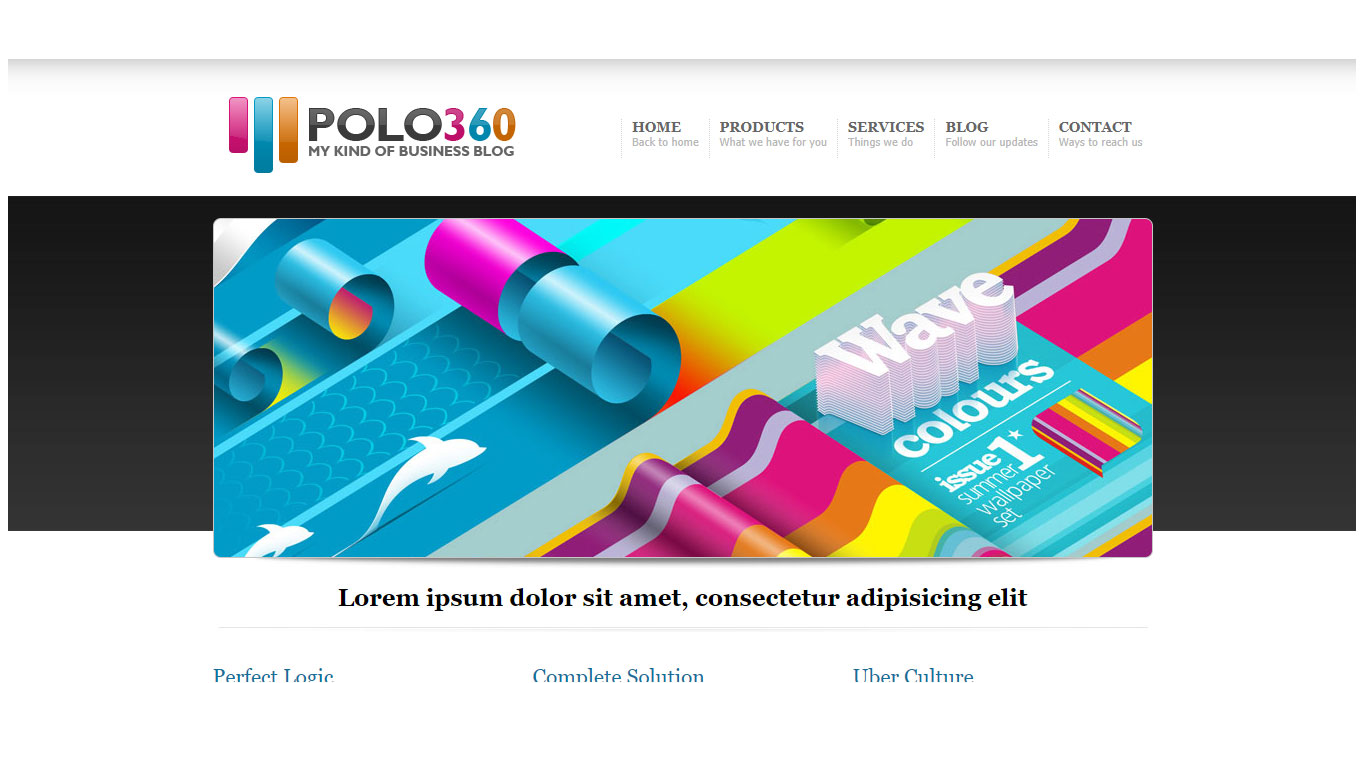 POLO360
MY KIND OF BUSINESS BLOG
HOME
Back to home
PRODUCTS
What we have for you
SERVICES
Things we do
BLOG
Follow our updates
CONTACT
Ways to reach us
Wave
colours
issue 1
summer
wallpaper
set
Lorem ipsum dolor sit amet, consectetur adipisicing elit
Perfect Logic
Complete Solution
Uber Culture